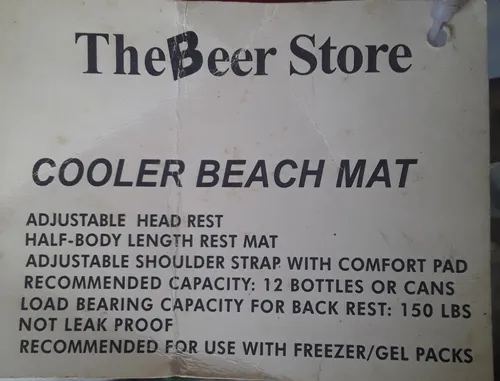 The Beer Store
COOLER BEACH MAT
ADJUSTABLE HEAD REST
HALF-BODY LENGTH REST MAT
ADJUSTABLE SHOULDER STRAP WITH COMFORT PAD
RECOMMENDED CAPACITY: 12 BOTTLES OR CANS
LOAD BEARING CAPACITY FOR BACK REST: 150 LBS
NOT LEAK PROOF
RECOMMENDED FOR USE WITH FREEZER/GEL PACKS